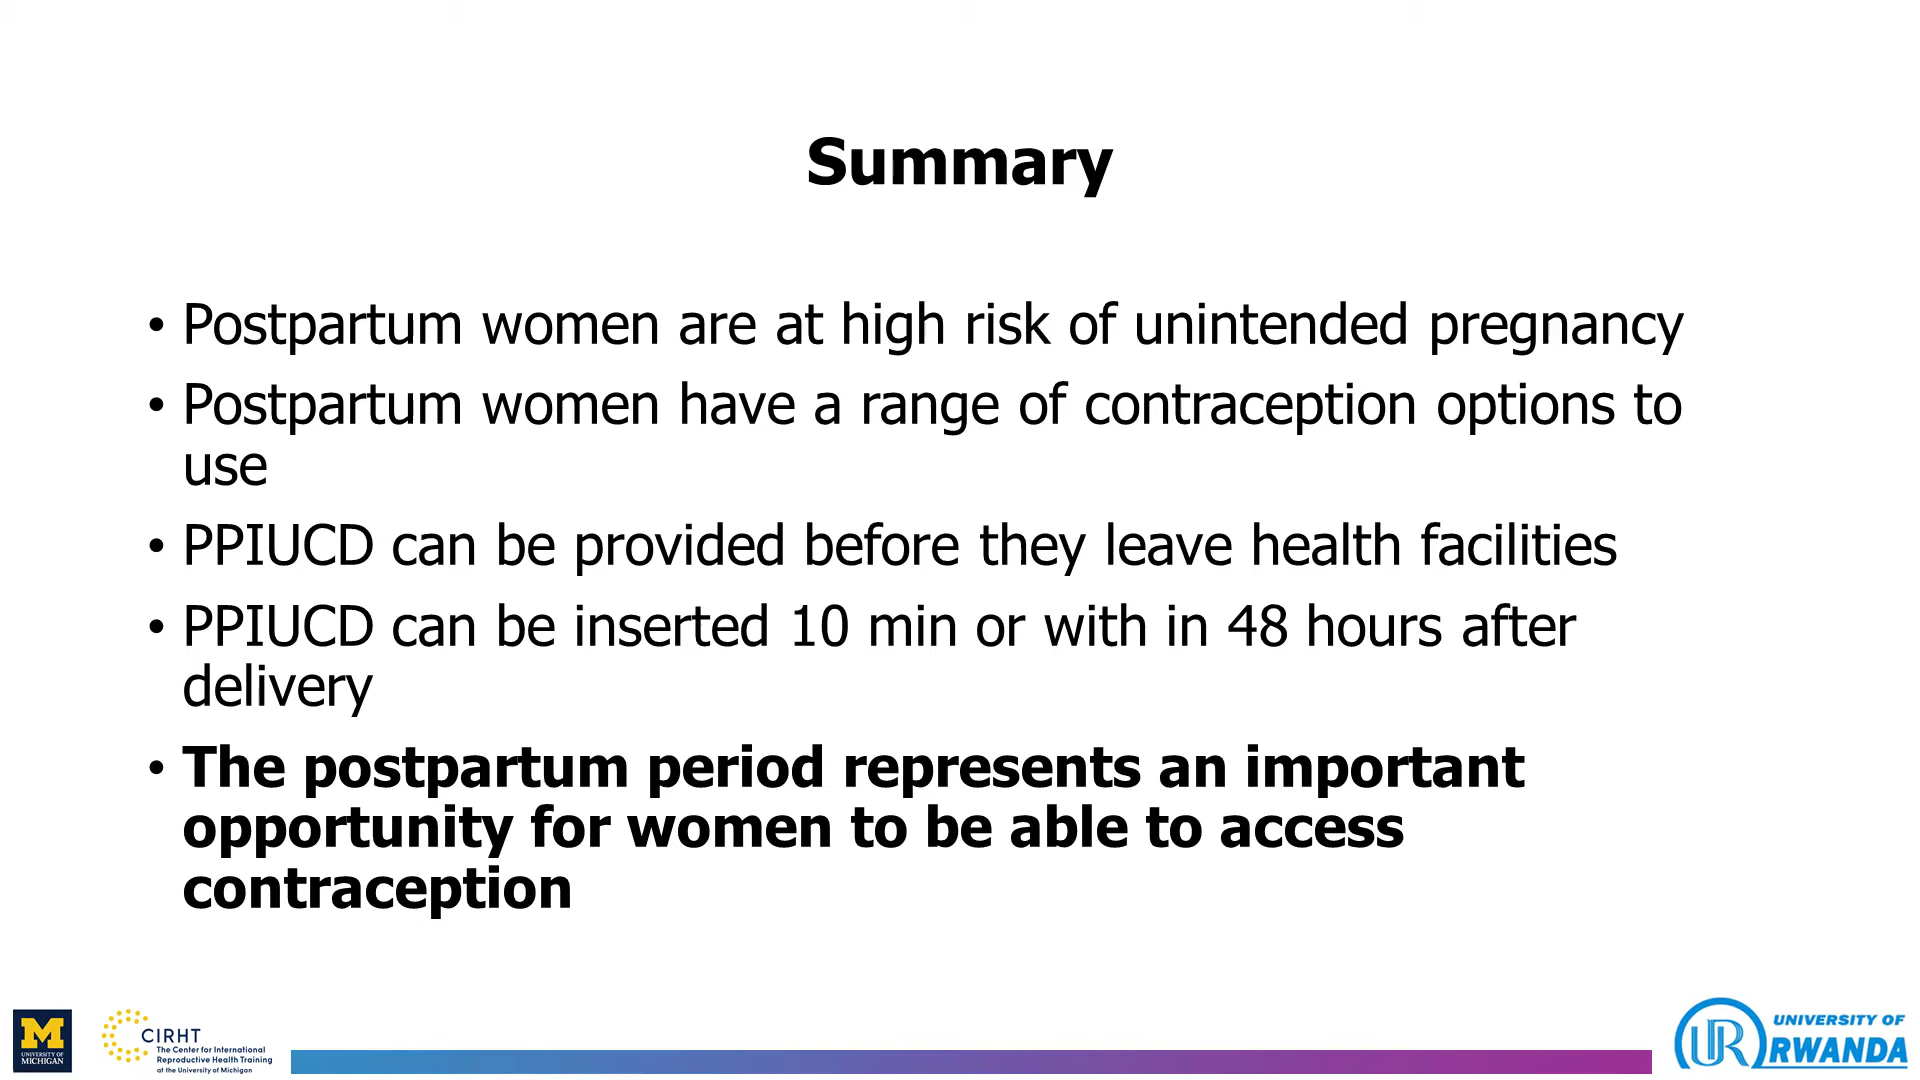 Summary
• Postpartum women are at high risk of unintended pregnancy
• Postpartum women have a range of contraception options to
use
• PPIUCD can be provided before they leave health facilities
• PPIUCD can be inserted 10 min or with in 48 hours after
delivery
• The postpartum period represents an important
opportunity for women to be able to access
contraception
M
UNIVERSITY OF
MICHIGAN
CIRHT
The Center for International
Reproductive Health Training
at the University of Michigan
UR
UNIVERSITY OF
RWANDA